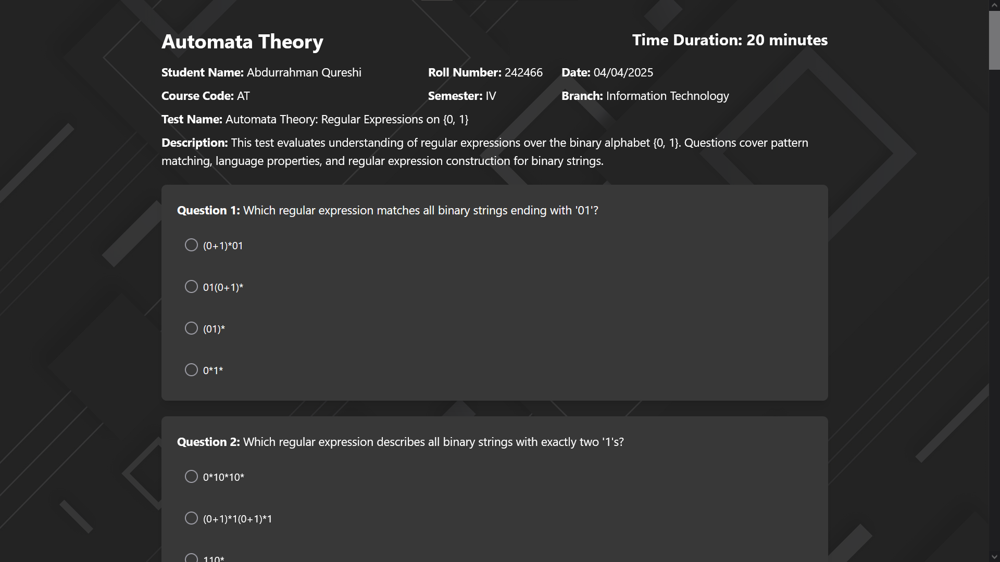 Automata Theory
Time Duration: 20 minutes
Student Name: Abdurrahman Qureshi
Roll Number: 242466
Date: 04/04/2025
Course Code: AT
Semester: IV
Branch: Information Technology
Test Name: Automata Theory: Regular Expressions on {0, 1}
Description: This test evaluates understanding of regular expressions over the binary alphabet {0, 1}. Questions cover pattern
matching, language properties, and regular expression construction for binary strings.
Question 1: Which regular expression matches all binary strings ending with '01'?
(0+1)*01
01(0+1)*
(01)*
0*1*
Question 2: Which regular expression describes all binary strings with exactly two '1's?
0*10*10*
(0+1)*1(0+1)*1
110*